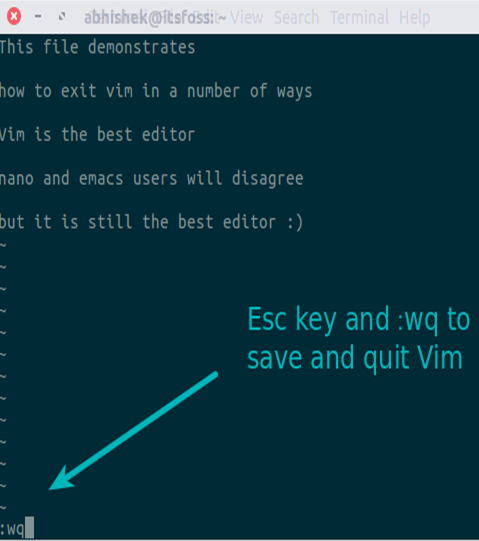 abhishek@itsfoss: ~ View Search Terminal Help
This file demonstrates
how to exit vim in a number of ways
Vim is the best editor
nano and emacs users will disagree
but it is still the best editor :)
~
~
~
~
~
~
~
~
~
~
~
~
~
Esc key and :wq to
save and quit Vim
:wq